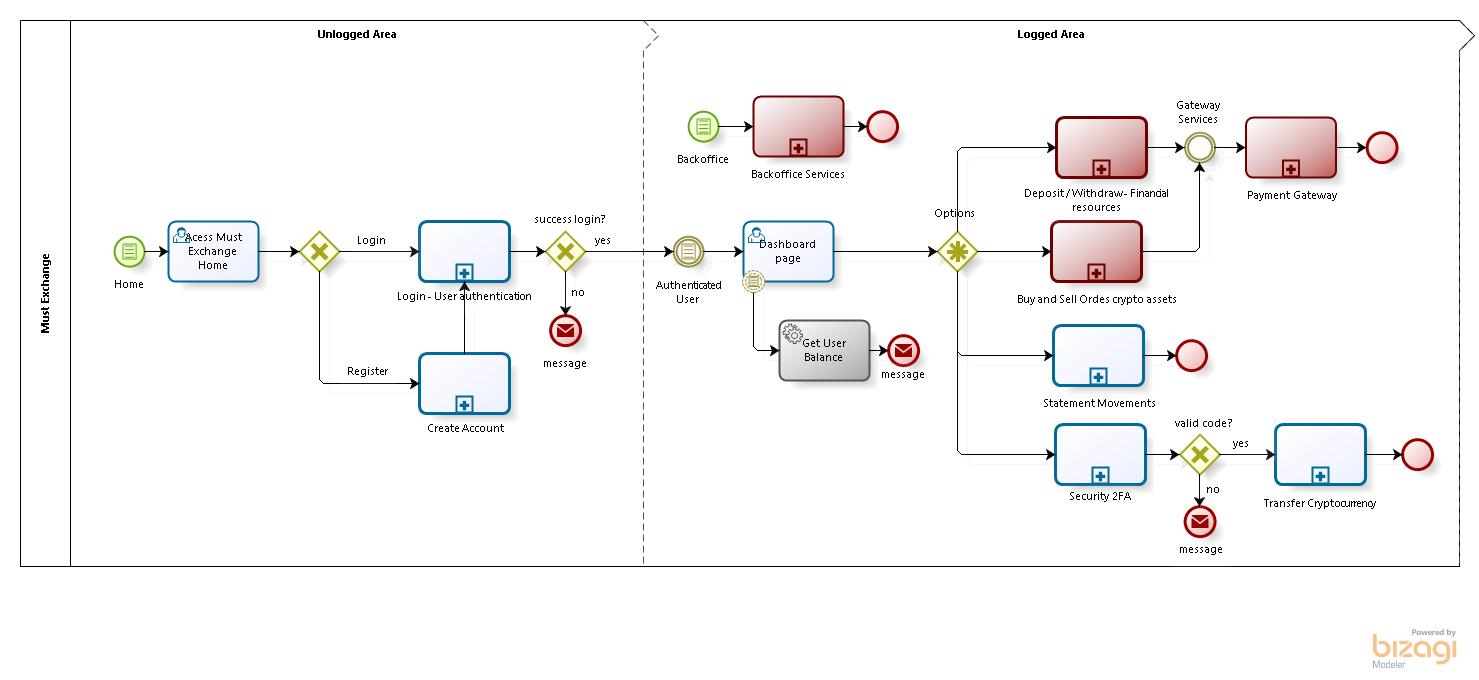 Unlogged Area
Logged Area
Must Exchange
Home
Acess Must
Exchange
Home
Login
Register
Login - User authentication
Create Account
success login?
yes
no
message
Backoffice
Backoffice Services
Authenticated
User
Dashboard
page
Get User
Balance
message
Options
Deposit / Withdraw- Financial
resources
Gateway
Services
Payment Gateway
Buy and Sell Ordes crypto assets
Statement Movements
Security 2FA
valid code?
yes
no
message
Transfer Cryptocurrency
Powered by
bizagi
Modeler